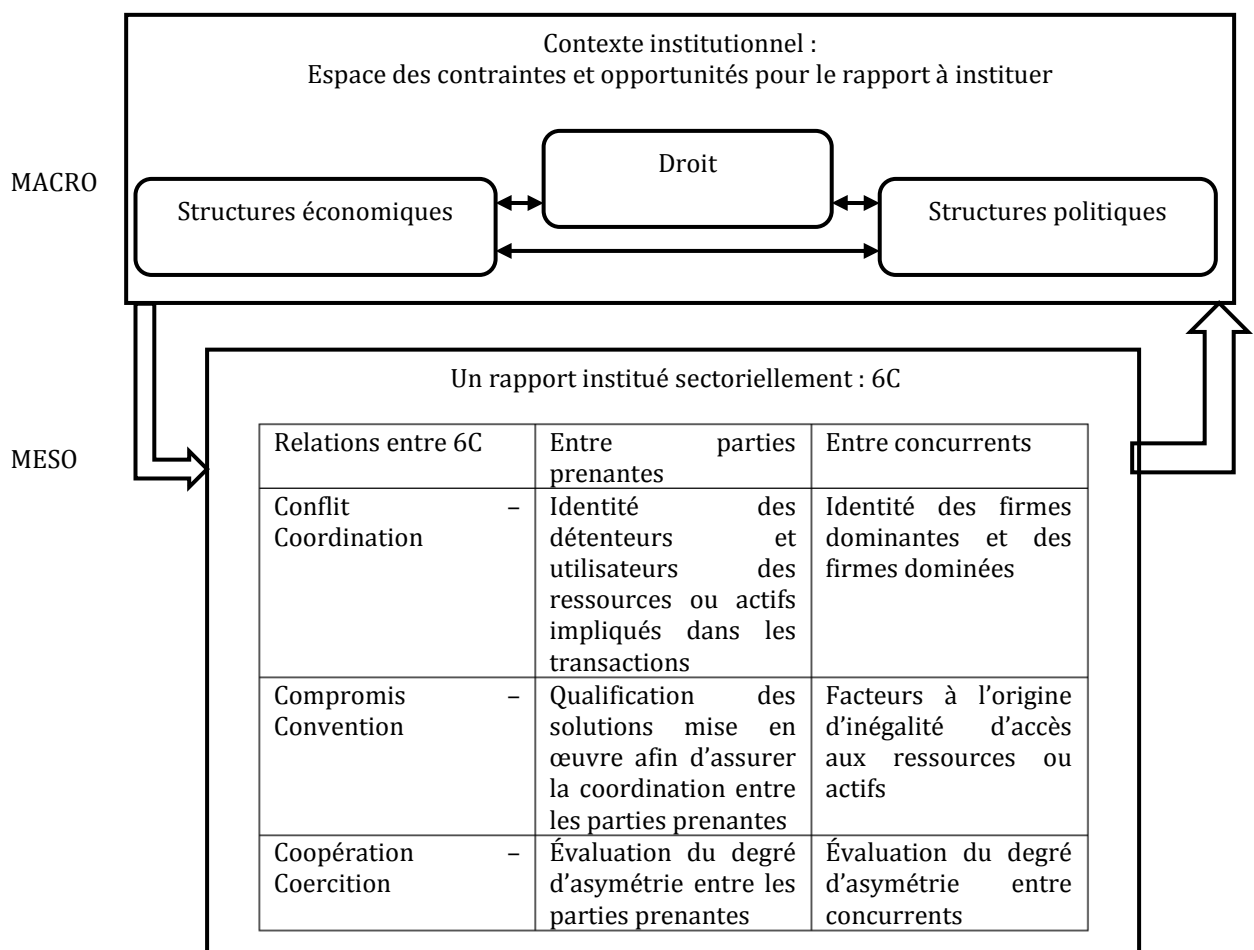 Contexte institutionnel :
Espace des contraintes et opportunités pour le rapport à instituer
MACRO
Droit
Structures économiques
Structures politiques
MESO
Un rapport institué sectoriellement : 6C
Relations entre 6C
Entre parties
prenantes
Entre concurrents
Conflit –
Coordination
Identité des
détenteurs et
utilisateurs des
ressources ou actifs
impliqués dans les
transactions
Identité des firmes
dominantes et des
firmes dominées
Compromis –
Convention
Qualification des
solutions mise en
œuvre afin d’assurer
la coordination entre
les parties prenantes
Facteurs à l’origine
d’inégalité d’accès
aux ressources ou
actifs
Coopération –
Coercition
Évaluation du degré
d’asymétrie entre les
parties prenantes
Évaluation du degré
d’asymétrie entre
concurrents